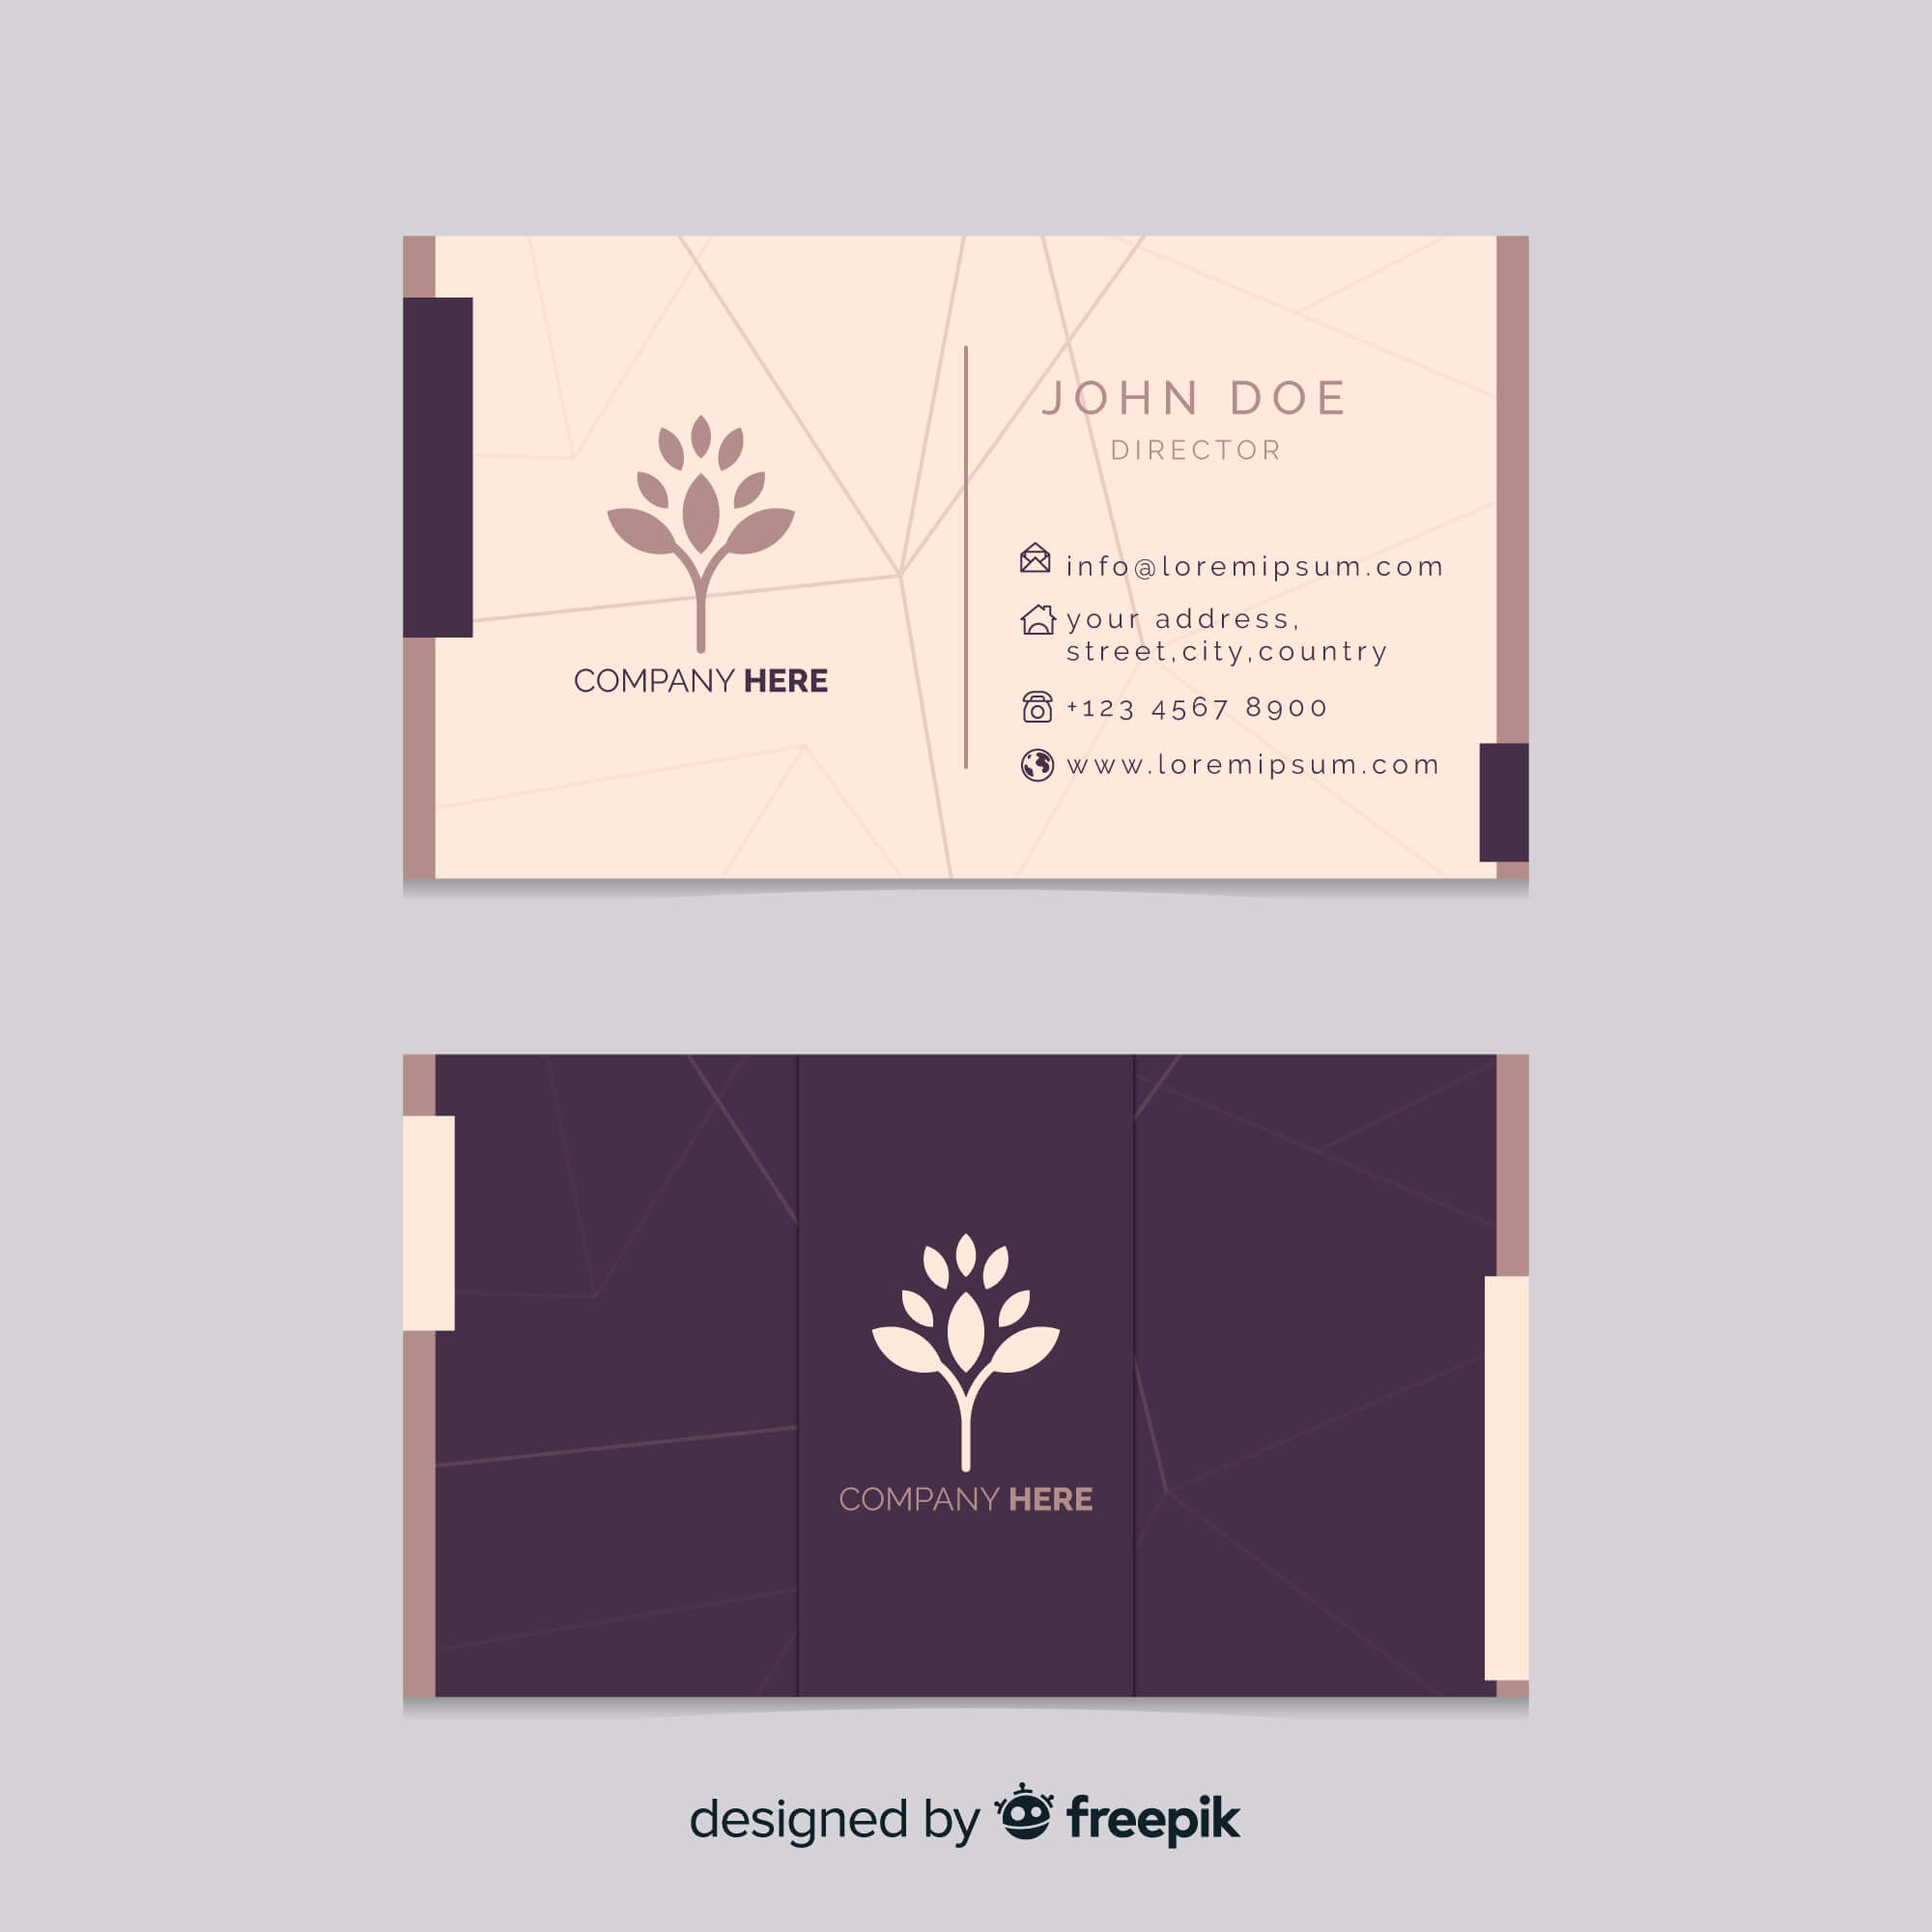 JOHN DOE
DIRECTOR
COMPANY HERE
info@loremipsum.com
your address,
street,city,country
+123 4567 8900
www.loremipsum.com
COMPANY HERE
designed by freepik